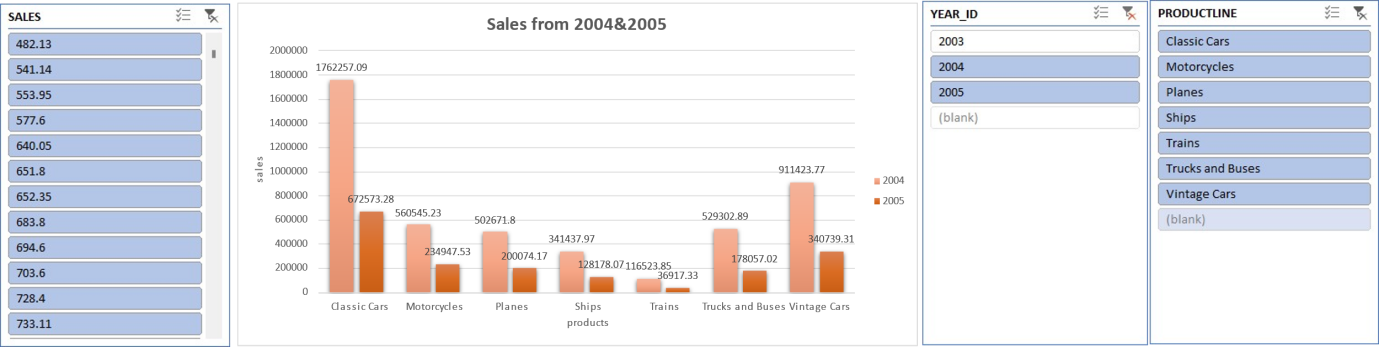 SALES
482.13
541.14
553.95
577.6
640.05
651.8
652.35
683.8
694.6
703.6
728.4
733.11
Sales from 2004&2005
2000000
1800000
1600000
1400000
1200000
1000000
800000
600000
400000
200000
0
sales
1762257.09
672573.28
560545.23
234947.53
502671.8
200074.17
341437.97
128178.07
116523.85
36917.33
529302.89
178057.02
911423.77
340739.31
Classic Cars
Motorcycles
Planes
Ships
Trains
Trucks and Buses
Vintage Cars
products
2004
2005
YEAR_ID
2003
2004
2005
(blank)
PRODUCTLINE
Classic Cars
Motorcycles
Planes
Ships
Trains
Trucks and Buses
Vintage Cars
(blank)